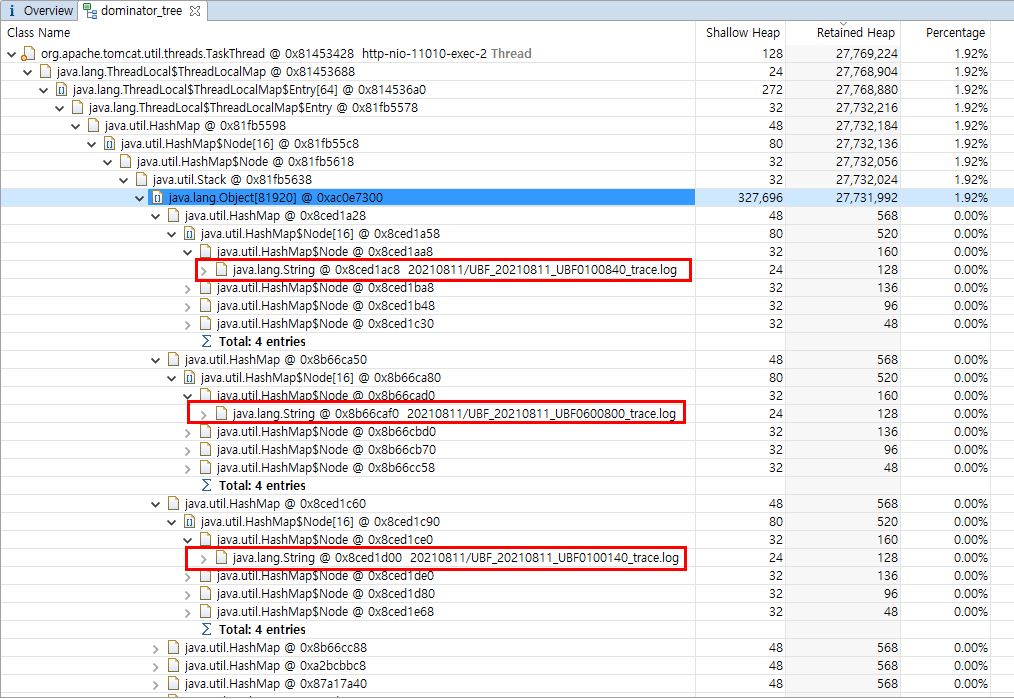 Overview dominator_tree
Class Name Shallow Heap Retained Heap Percentage
org.apache.tomcat.util.threads.TaskThread @ 0x81453428 http-nio-11010-exec-2 Thread 128 27,769,224 1.92%
java.lang.ThreadLocal$ThreadLocalMap @ 0x81453688 24 27,768,904 1.92%
java.lang.ThreadLocal$ThreadLocalMap$Entry[64] @ 0x814536a0 272 27,768,880 1.92%
java.lang.ThreadLocal$ThreadLocalMap$Entry @ 0x81fb5578 32 27,732,216 1.92%
java.util.HashMap @ 0x81fb5598 48 27,732,184 1.92%
java.util.HashMap$Node[16] @ 0x81fb55c8 80 27,732,136 1.92%
java.util.HashMap$Node @ 0x81fb5618 32 27,732,056 1.92%
java.util.Stack @ 0x81fb5638 32 27,732,024 1.92%
java.lang.Object[81920] @ 0xac0e7300 327,696 27,731,992 1.92%
java.util.HashMap @ 0x8ced1a28 48 568 0.00%
java.util.HashMap$Node[16] @ 0x8ced1a58 80 520 0.00%
java.util.HashMap$Node @ 0x8ced1aa8 32 160 0.00%
java.lang.String @ 0x8ced1ac8 20210811/UBF_20210811_UBF0100840_trace.log 24 128 0.00%
java.util.HashMap$Node @ 0x8ced1ba8 32 136 0.00%
java.util.HashMap$Node @ 0x8ced1b48 32 96 0.00%
java.util.HashMap$Node @ 0x8ced1c30 32 48 0.00%
Σ Total: 4 entries
java.util.HashMap @ 0x8b66ca50 48 568 0.00%
java.util.HashMap$Node[16] @ 0x8b66ca80 80 520 0.00%
java.util.HashMap$Node @ 0x8b66cad0 32 160 0.00%
java.lang.String @ 0x8b66caf0 20210811/UBF_20210811_UBF0600800_trace.log 24 128 0.00%
java.util.HashMap$Node @ 0x8b66cbd0 32 136 0.00%
java.util.HashMap$Node @ 0x8b66cb70 32 96 0.00%
java.util.HashMap$Node @ 0x8b66cc58 32 48 0.00%
Σ Total: 4 entries
java.util.HashMap @ 0x8ced1c60 48 568 0.00%
java.util.HashMap$Node[16] @ 0x8ced1c90 80 520 0.00%
java.util.HashMap$Node @ 0x8ced1ce0 32 160 0.00%
java.lang.String @ 0x8ced1d00 20210811/UBF_20210811_UBF0100140_trace.log 24 128 0.00%
java.util.HashMap$Node @ 0x8ced1de0 32 136 0.00%
java.util.HashMap$Node @ 0x8ced1d80 32 96 0.00%
java.util.HashMap$Node @ 0x8ced1e68 32 48 0.00%
Σ Total: 4 entries
java.util.HashMap @ 0x8b66cc88 48 568 0.00%
java.util.HashMap @ 0xa2bcbbc8 48 568 0.00%
java.util.HashMap @ 0x87a17a40 48 568 0.00%